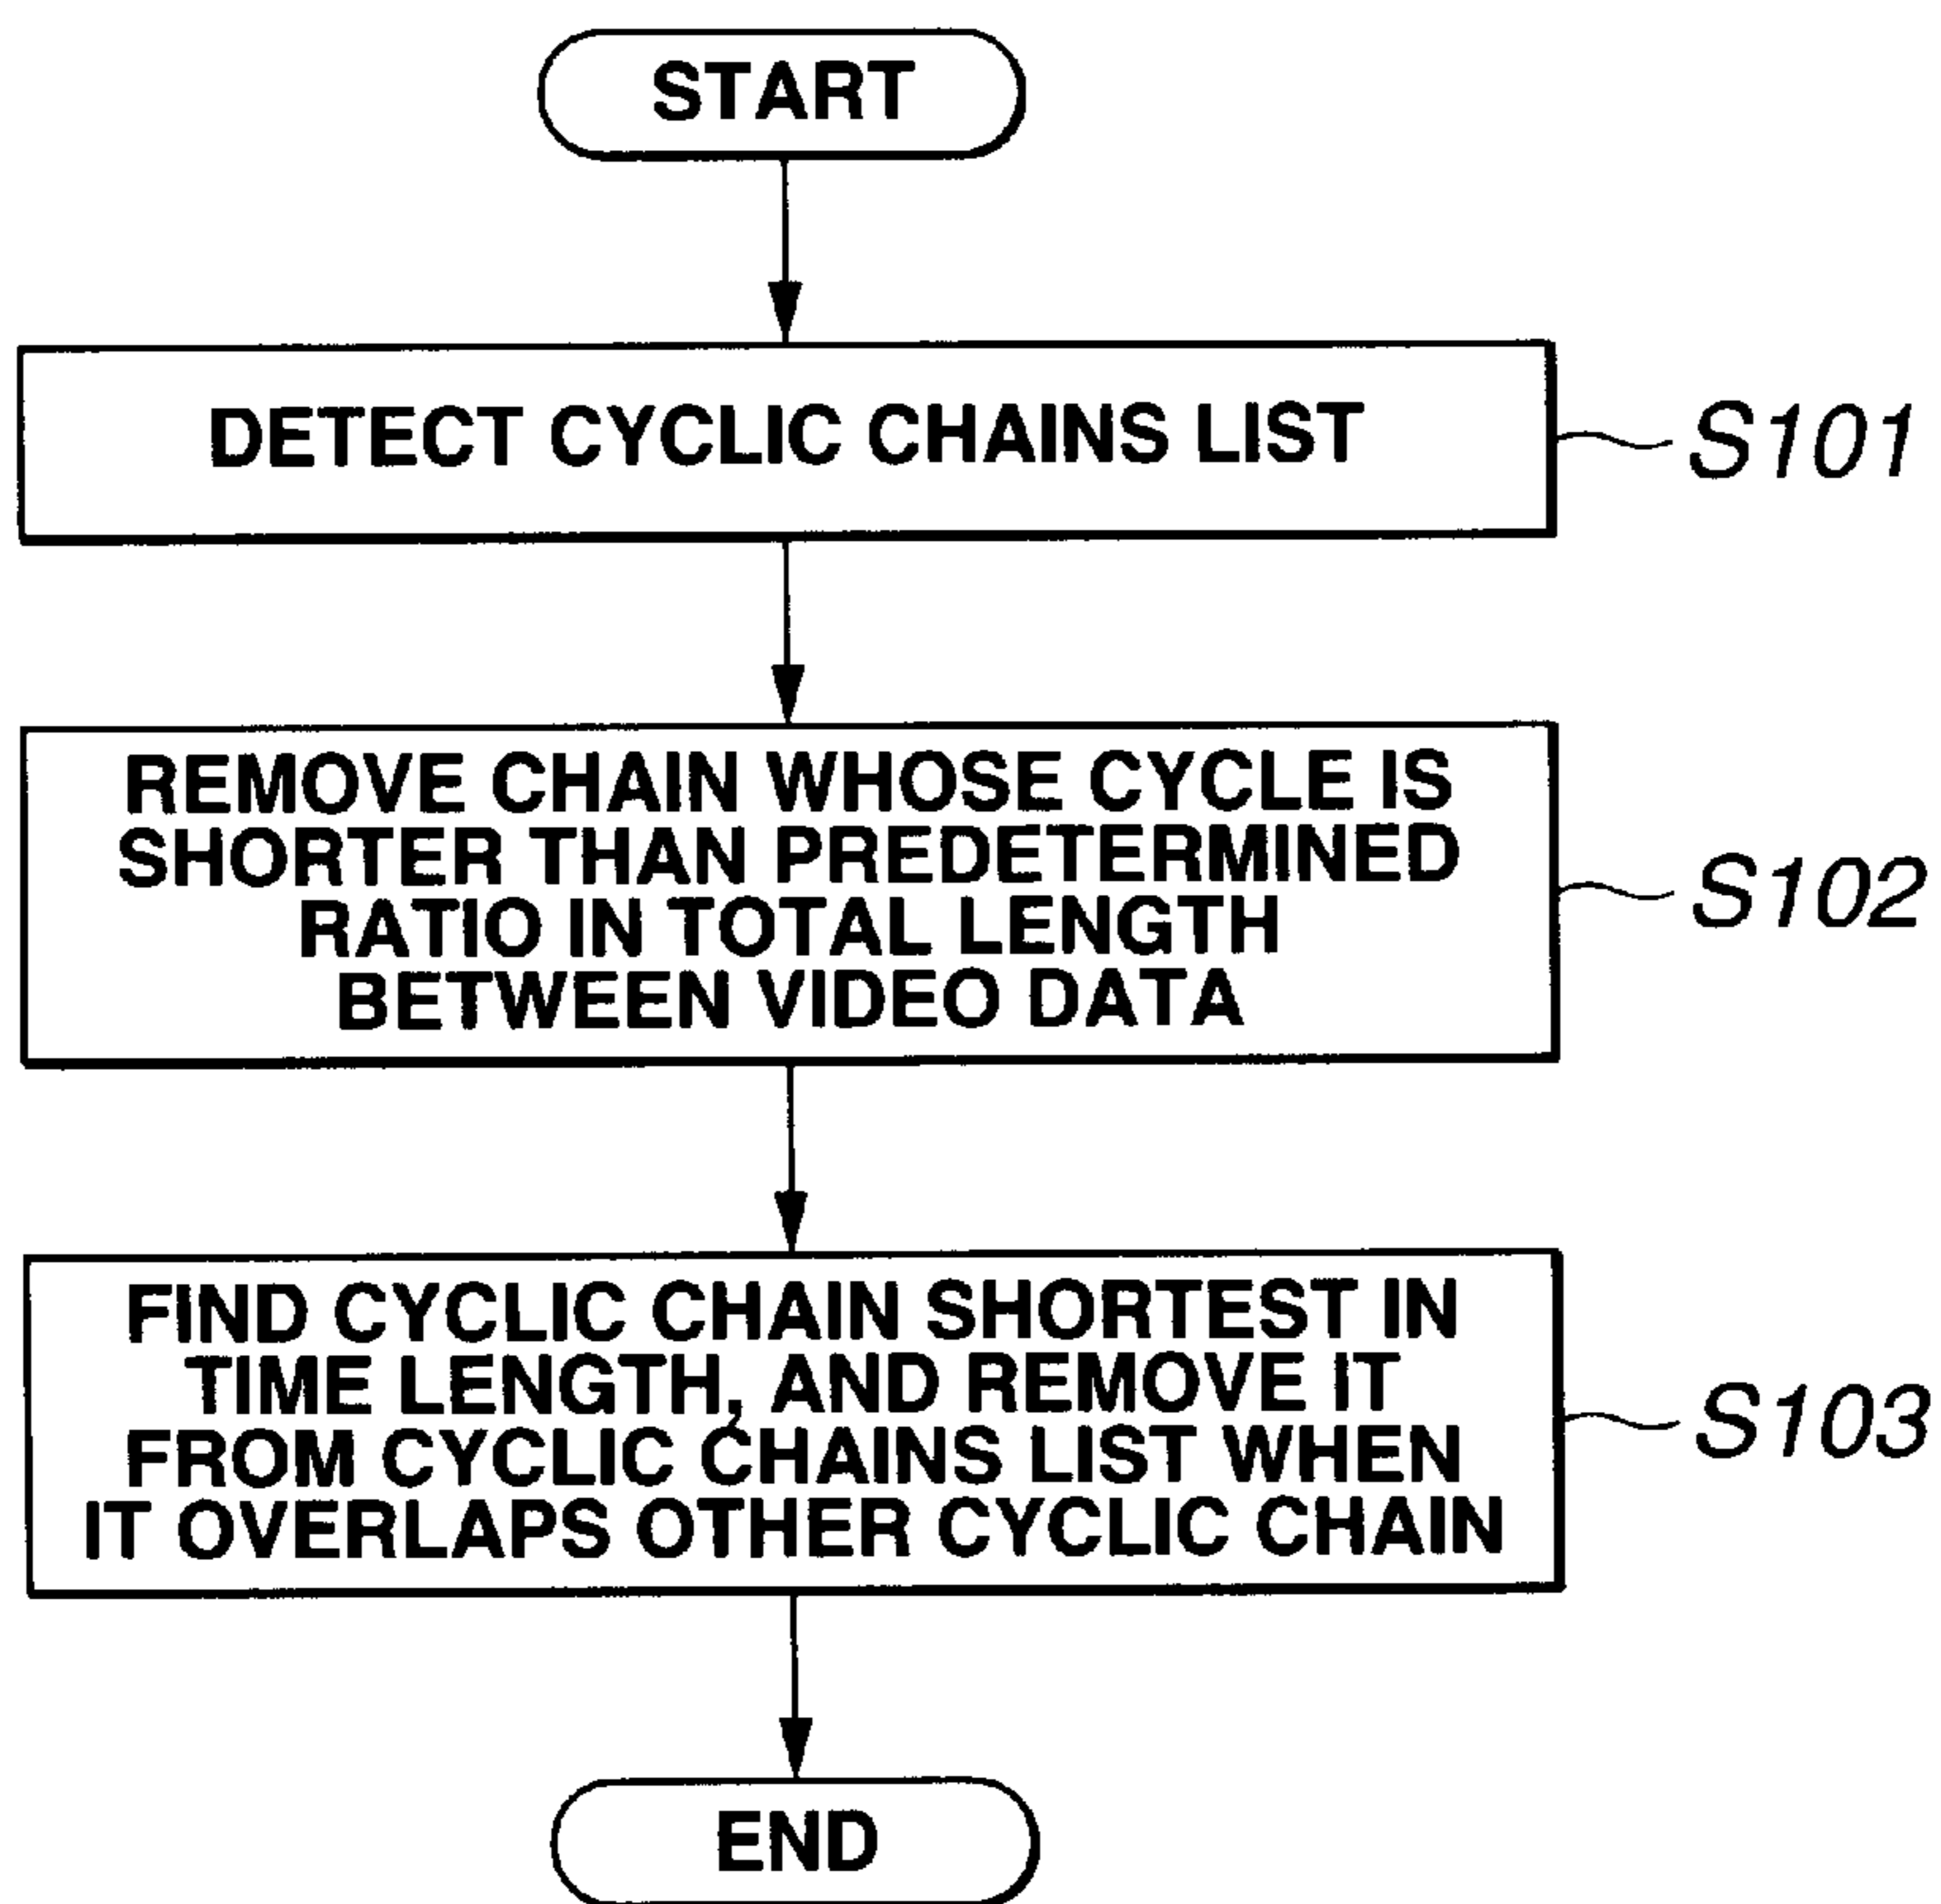 START
DETECT CYCLIC CHAINS LIST
S101
REMOVE CHAIN WHOSE CYCLE IS
SHORTER THAN PREDETERMINED
RATIO IN TOTAL LENGTH
BETWEEN VIDEO DATA
S102
FIND CYCLIC CHAIN SHORTEST IN
TIME LENGTH, AND REMOVE IT
FROM CYCLIC CHAINS LIST WHEN
IT OVERLAPS OTHER CYCLIC CHAIN
S103
END